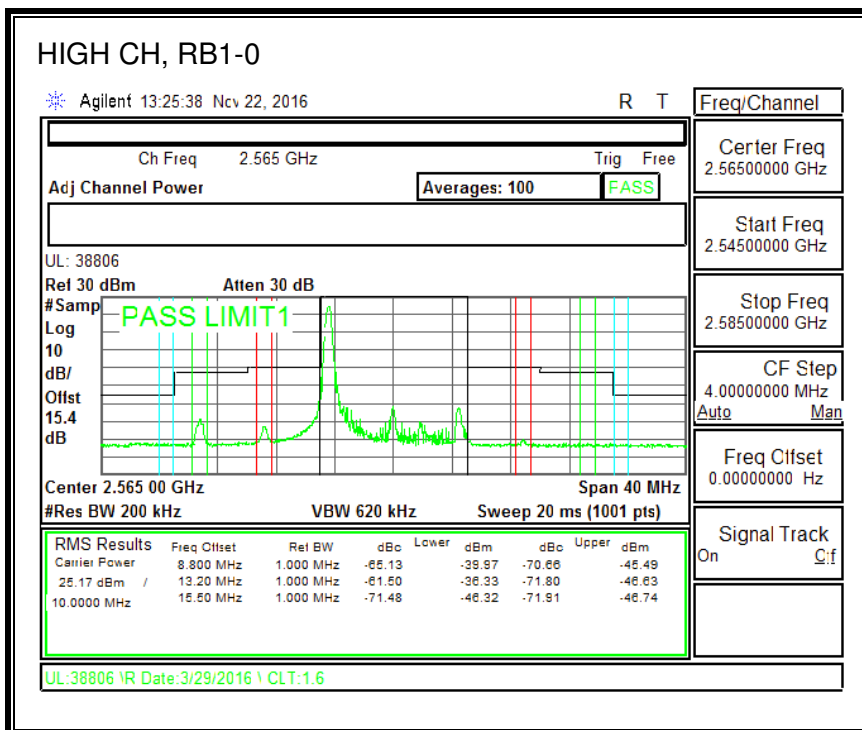 HIGH CH, RB1-0
Agilent 13:25:38 Nov 22, 2016 R T
Freq/Channel
Ch Freq 2.565 GHz Trig Free
Adj Channel Power Averages: 100 PASS
UL: 38806
Ref 30 dBm Atten 30 dB
#Samp
Log
10
dB/
Offst
15.4
dB
PASS LIMIT1
Center 2.565 00 GHz Span 40 MHz
#Res BW 200 kHz VBW 620 kHz Sweep 20 ms (1001 pts)
RMS Results Freq Offset Ref BW dBc Lower dBm dBc Upper dBm
Carrier Power 8.800 MHz 1.000 MHz -65.13 -39.97 -70.66 -45.49
25.17 dBm / 13.20 MHz 1.000 MHz -61.50 -36.33 -71.80 -46.63
10.0000 MHz 15.50 MHz 1.000 MHz -71.48 -46.32 -71.91 -46.74
UL:38806 \R Date:3/29/2016 \ CLT:1.6
Center Freq
2.56500000 GHz
Start Freq
2.54500000 GHz
Stop Freq
2.58500000 GHz
CF Step
4.00000000 MHz
Auto Man
Freq Offset
0.00000000 Hz
Signal Track
On Off